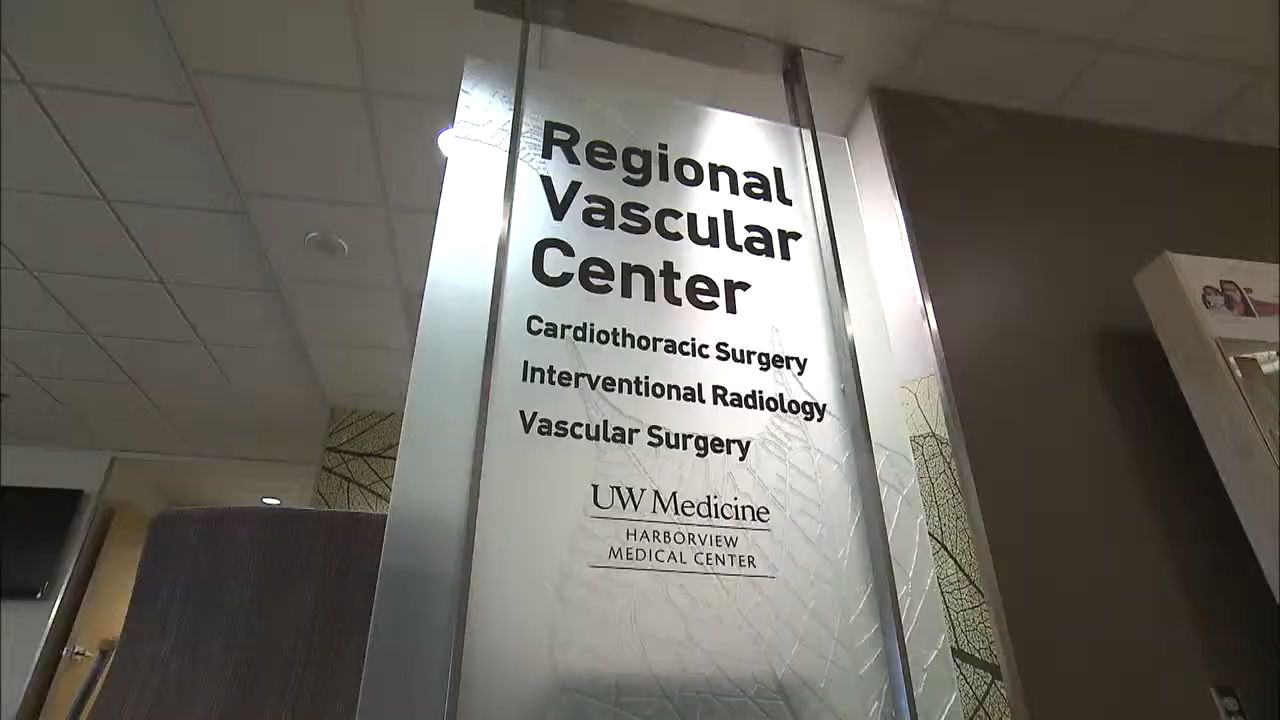 Regional
Vascular
Center
Cardiothoracic Surgery
Interventional Radiology
Vascular Surgery
UW Medicine
HARBORVIEW
MEDICAL CENTER